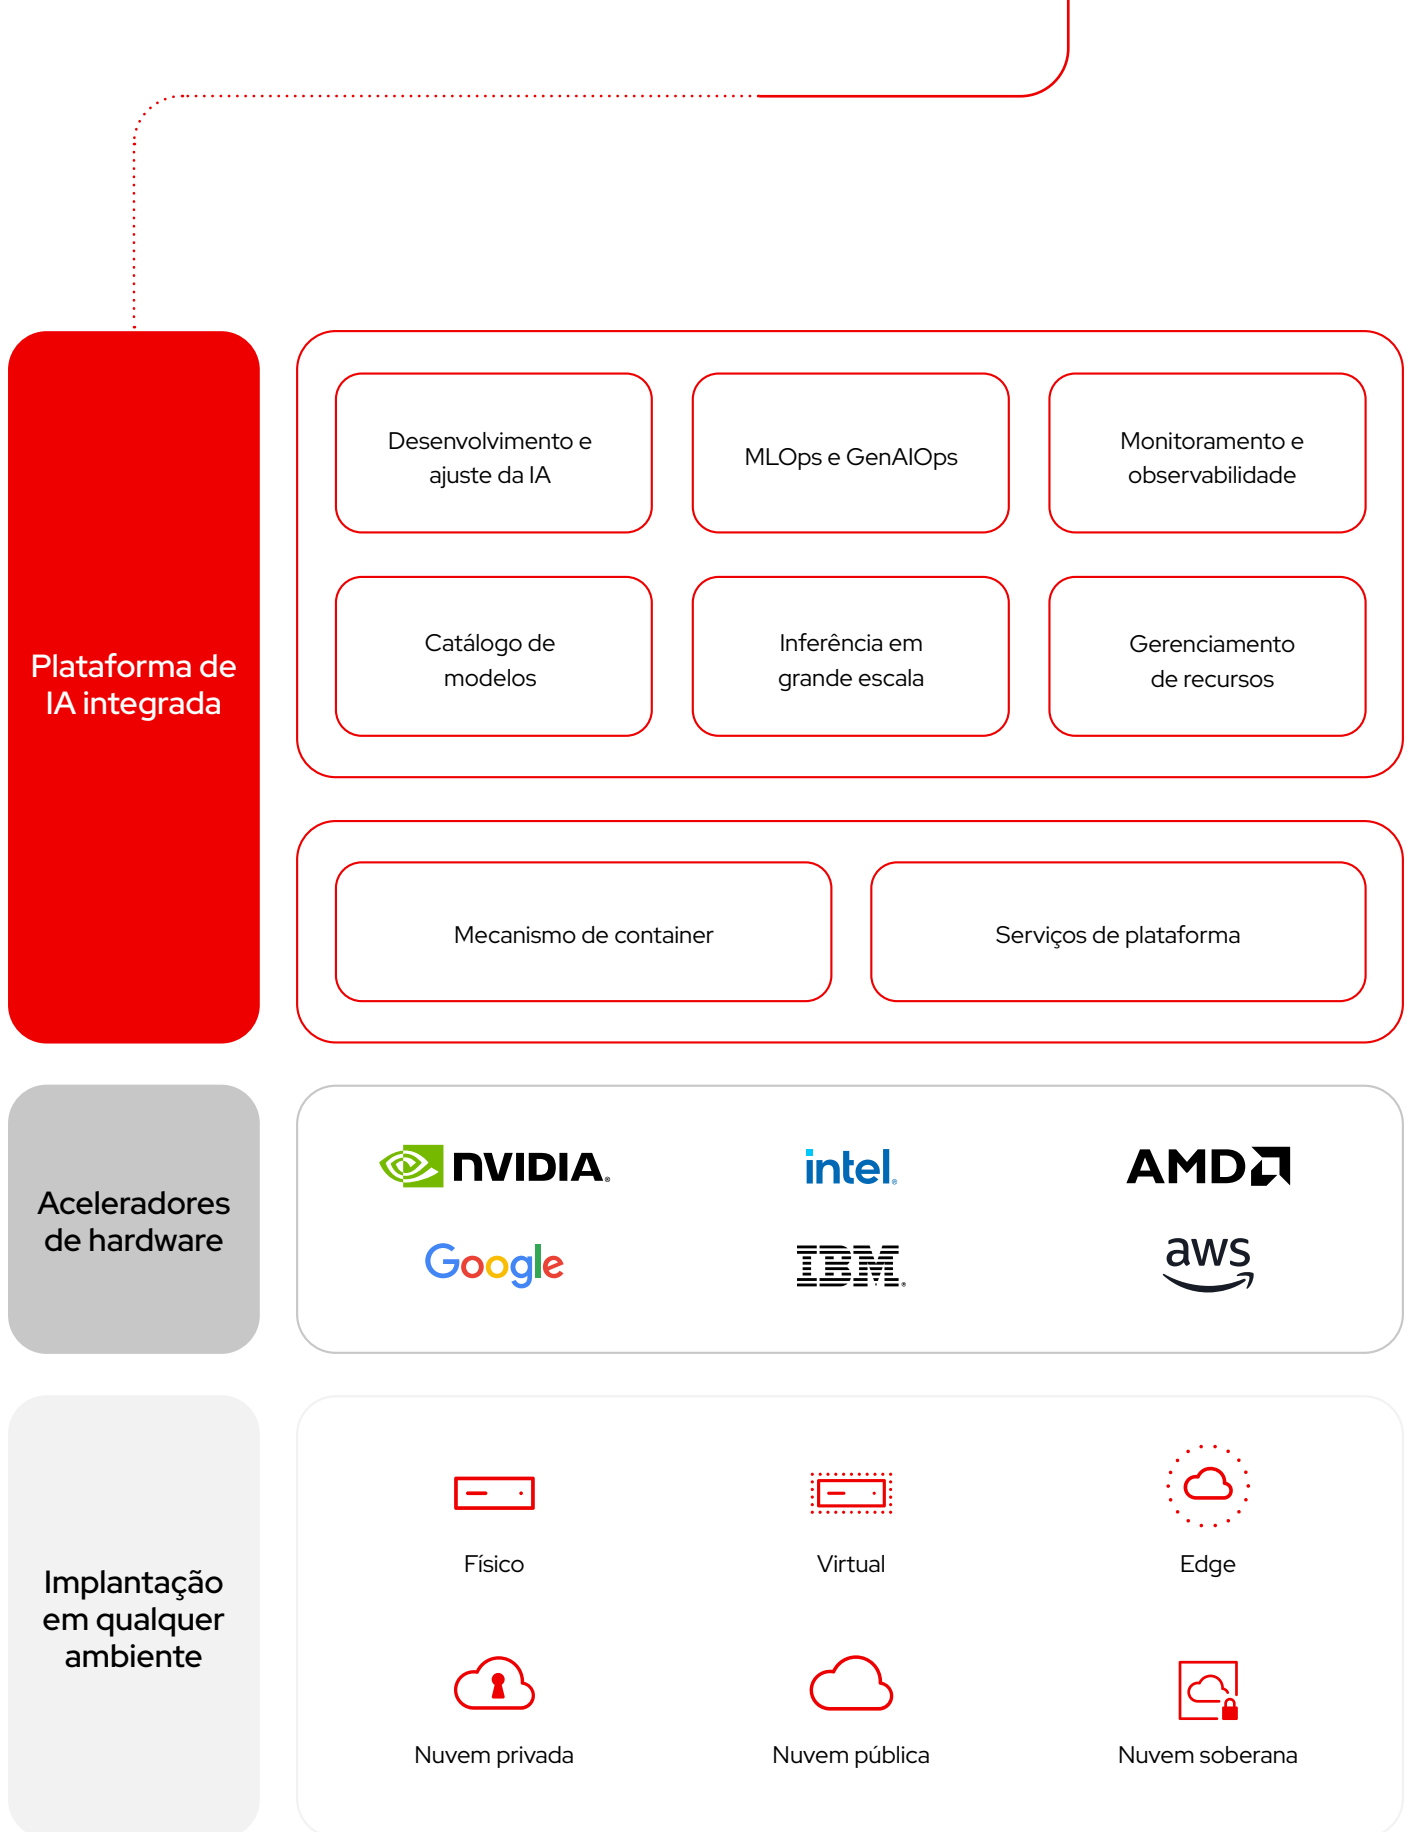 Plataforma de
IA integrada
Desenvolvimento e
ajuste da IA
MLOps e GenAIOps
Monitoramento e
observabilidade
Catálogo de
modelos
Inferência em
grande escala
Gerenciamento
de recursos
Mecanismo de container
Serviços de plataforma
Aceleradores
de hardware
NVIDIA®
intel®
AMD
Google
IBM®
aws
Implantação
em qualquer
ambiente
Físico
Virtual
Edge
Nuvem privada
Nuvem pública
Nuvem soberana